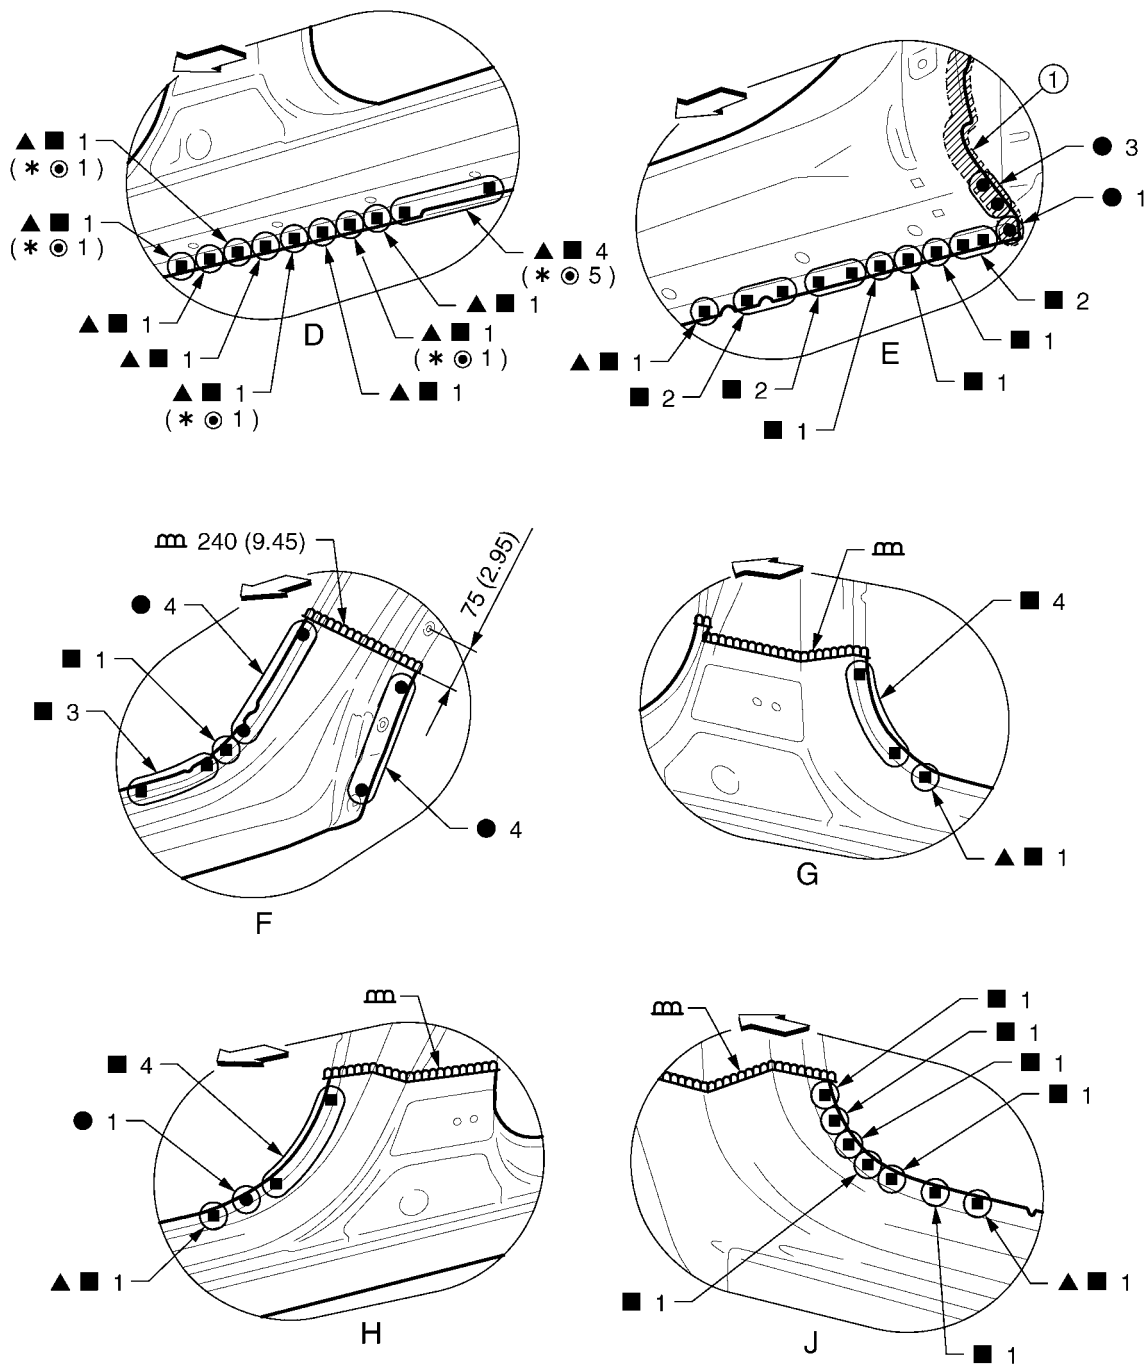 ▲ ■ 1
( * ◉ 1 )
▲ ■ 1
( * ◉ 1 )
▲ ■ 1
▲ ■ 1
▲ ■ 1
( * ◉ 1 )
▲ ■ 1
▲ ■ 1
( * ◉ 1 )
▲ ■ 1
▲ ■ 4
( * ◉ 5 )
D
1
● 3
● 1
■ 2
■ 1
■ 1
■ 1
■ 2
■ 2
▲ ■ 1
E
240 (9.45)
75 (2.95)
● 4
■ 1
■ 3
● 4
F
■ 4
▲ ■ 1
G
■ 4
● 1
▲ ■ 1
H
■ 1
■ 1
■ 1
■ 1
■ 1
▲ ■ 1
■ 1
J